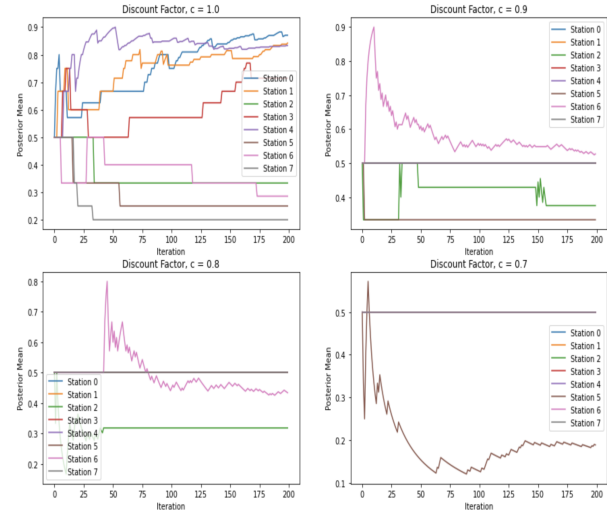 Discount Factor, c = 1.0
Posterior Mean
0.9
0.8
0.7
0.6
0.5
0.4
0.3
0.2
Station 0
Station 1
Station 2
Station 3
Station 4
Station 5
Station 6
Station 7
0 25 50 75 100 125 150 175 200
Iteration
Discount Factor, c = 0.9
Posterior Mean
0.9
0.8
0.7
0.6
0.5
0.4
Station 0
Station 1
Station 2
Station 3
Station 4
Station 5
Station 6
Station 7
0 25 50 75 100 125 150 175 200
Iteration
Discount Factor, c = 0.8
Posterior Mean
0.8
0.7
0.6
0.5
0.4
0.3
0.2
Station 0
Station 1
Station 2
Station 3
Station 4
Station 5
Station 6
Station 7
0 25 50 75 100 125 150 175 200
Iteration
Discount Factor, c = 0.7
Posterior Mean
0.5
0.4
0.3
0.2
0.1
Station 0
Station 1
Station 2
Station 3
Station 4
Station 5
Station 6
Station 7
0 25 50 75 100 125 150 175 200
Iteration